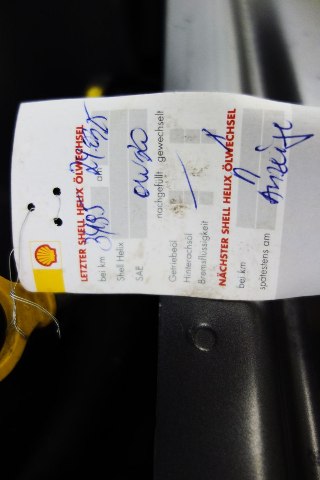 LETZTER SHELL HELIX ÖLWECHSEL
bei km am
Shell Helix
SAE
nachgefüllt gewechselt
Getriebeöl
Hinterachsöl
Bremsflüssigkeit
NÄCHSTER SHELL HELIX ÖLWECHSEL
bei km
spätestens am Anzeige